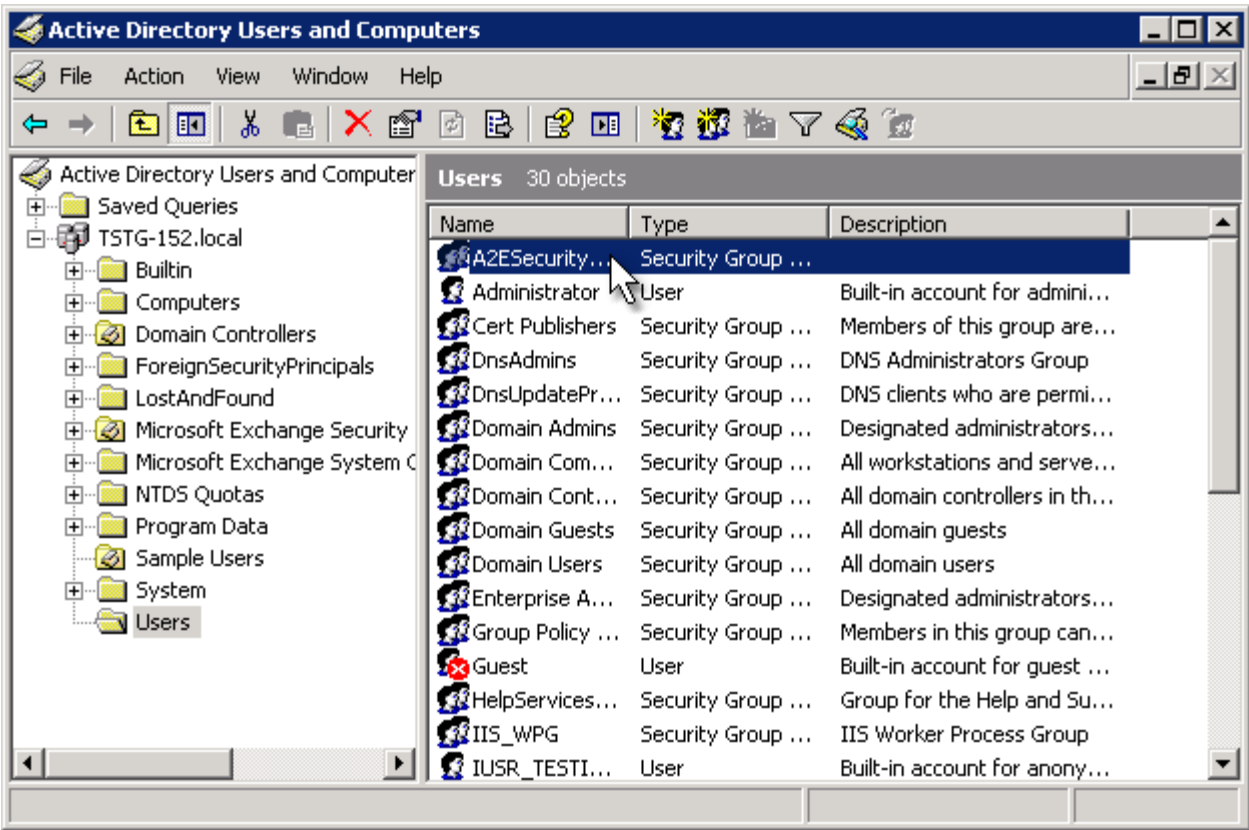 Active Directory Users and Computers
File Action View Window Help
Active Directory Users and Computer
Saved Queries
TSTG-152.local
Builtin
Computers
Domain Controllers
ForeignSecurityPrincipals
LostAndFound
Microsoft Exchange Security
Microsoft Exchange System C
NTDS Quotas
Program Data
Sample Users
System
Users
Users 30 objects
Name Type Description
A2ESecurity... Security Group ...
Administrator User Built-in account for admini...
Cert Publishers Security Group ... Members of this group are...
DnsAdmins Security Group ... DNS Administrators Group
DnsUpdatePr... Security Group ... DNS clients who are permi...
Domain Admins Security Group ... Designated administrators...
Domain Com... Security Group ... All workstations and serve...
Domain Cont... Security Group ... All domain controllers in th...
Domain Guests Security Group ... All domain guests
Domain Users Security Group ... All domain users
Enterprise A... Security Group ... Designated administrators...
Group Policy ... Security Group ... Members in this group can...
Guest User Built-in account for guest ...
HelpServices... Security Group ... Group for the Help and Su...
IIS_WPG Security Group ... IIS Worker Process Group
IUSR_TESTI... User Built-in account for anony...